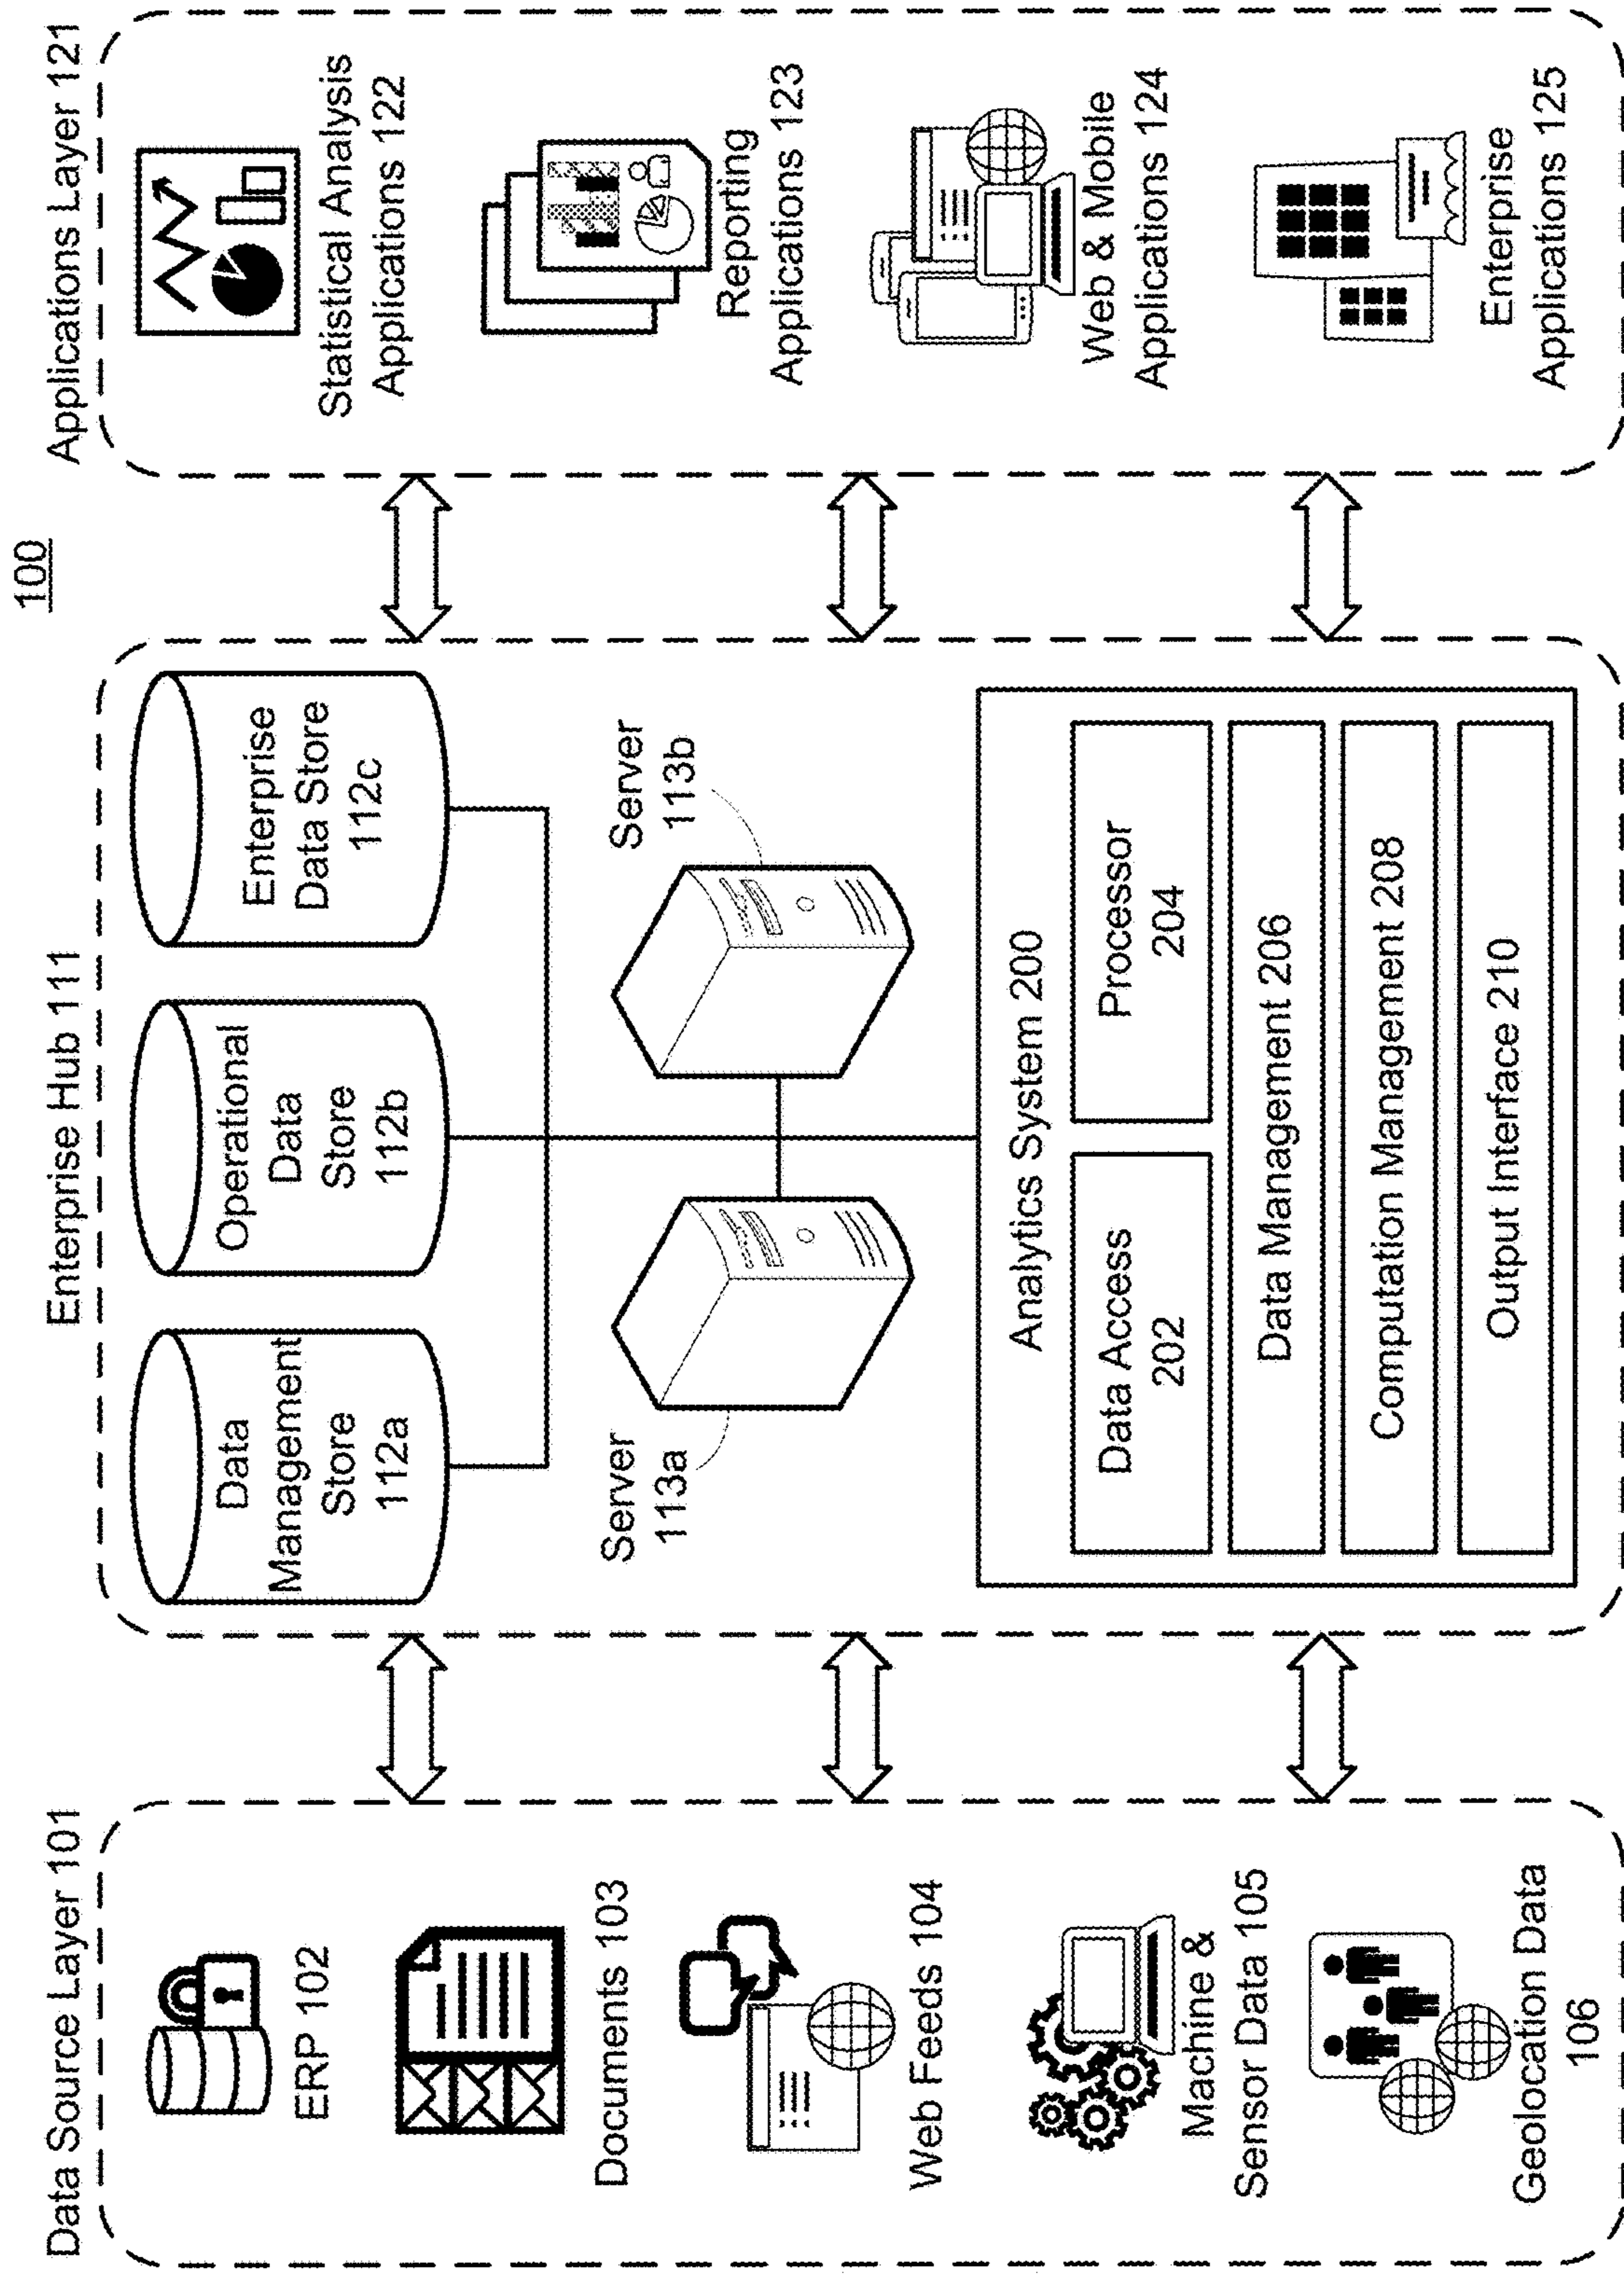 100
Data Source Layer 101
ERP 102
Documents 103
Web Feeds 104
Machine &
Sensor Data 105
Geolocation Data
106
Enterprise Hub 111
Data
Management
Store
112a
Operational
Data
Store
112b
Enterprise
Data Store
112c
Server
113a
Server
113b
Analytics System 200
Data Access
202
Processor
204
Data Management 206
Computation Management 208
Output Interface 210
Applications Layer 121
Statistical Analysis
Applications 122
Reporting
Applications 123
Web & Mobile
Applications 124
Enterprise
Applications 125